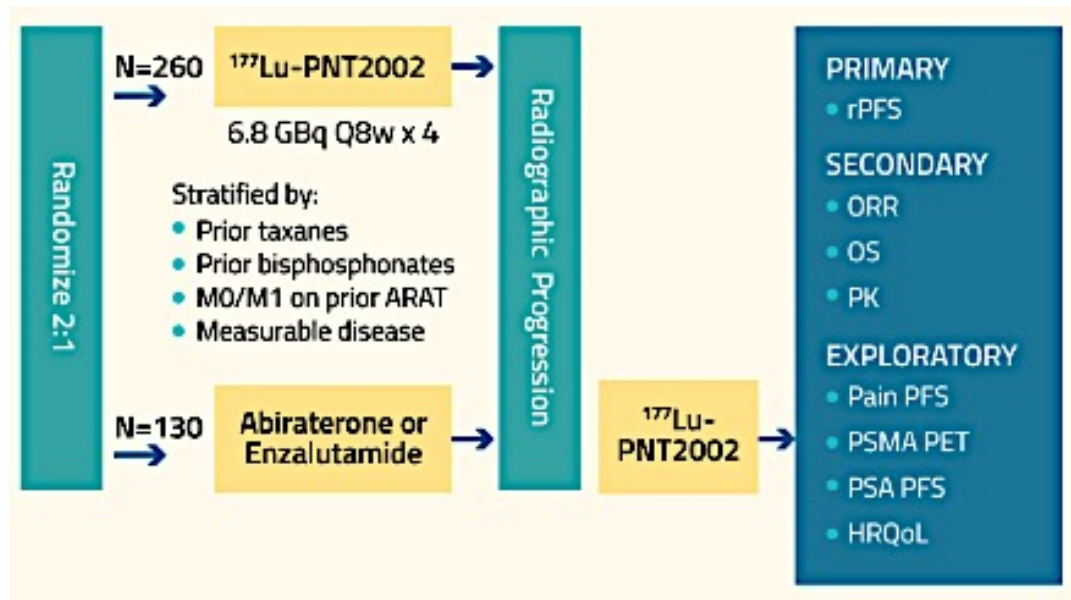 Randomize 2:1
N=260
¹⁷⁷Lu-PNT2002
6.8 GBq Q8w x 4
Stratified by:
• Prior taxanes
• Prior bisphosphonates
• M0/M1 on prior ARAT
• Measurable disease
N=130
Abiraterone or
Enzalutamide
Radiographic Progression
¹⁷⁷Lu-
PNT2002
PRIMARY
• rPFS
SECONDARY
• ORR
• OS
• PK
EXPLORATORY
• Pain PFS
• PSMA PET
• PSA PFS
• HRQoL